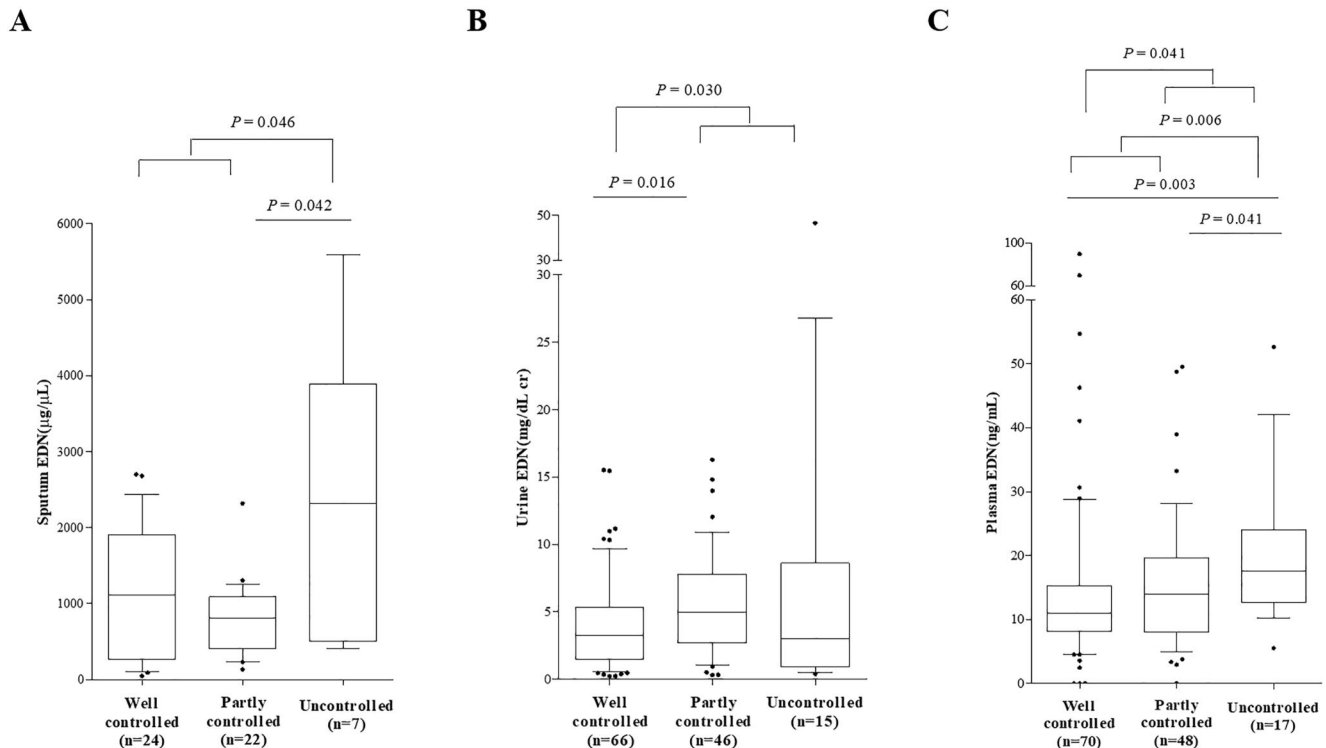 A
P = 0.046
P = 0.042
6000
5000
4000
3000
2000
1000
0
Sputum EDN(µg/µL)
Well controlled (n=24)
Partly controlled (n=22)
Uncontrolled (n=7)
B
P = 0.030
P = 0.016
50
30
30
25
20
15
10
5
0
Urine EDN(mg/dL cr)
Well controlled (n=66)
Partly controlled (n=46)
Uncontrolled (n=15)
C
P = 0.041
P = 0.006
P = 0.003
P = 0.041
100
60
60
50
40
30
20
10
0
Plasma EDN(ng/mL)
Well controlled (n=70)
Partly controlled (n=48)
Uncontrolled (n=17)